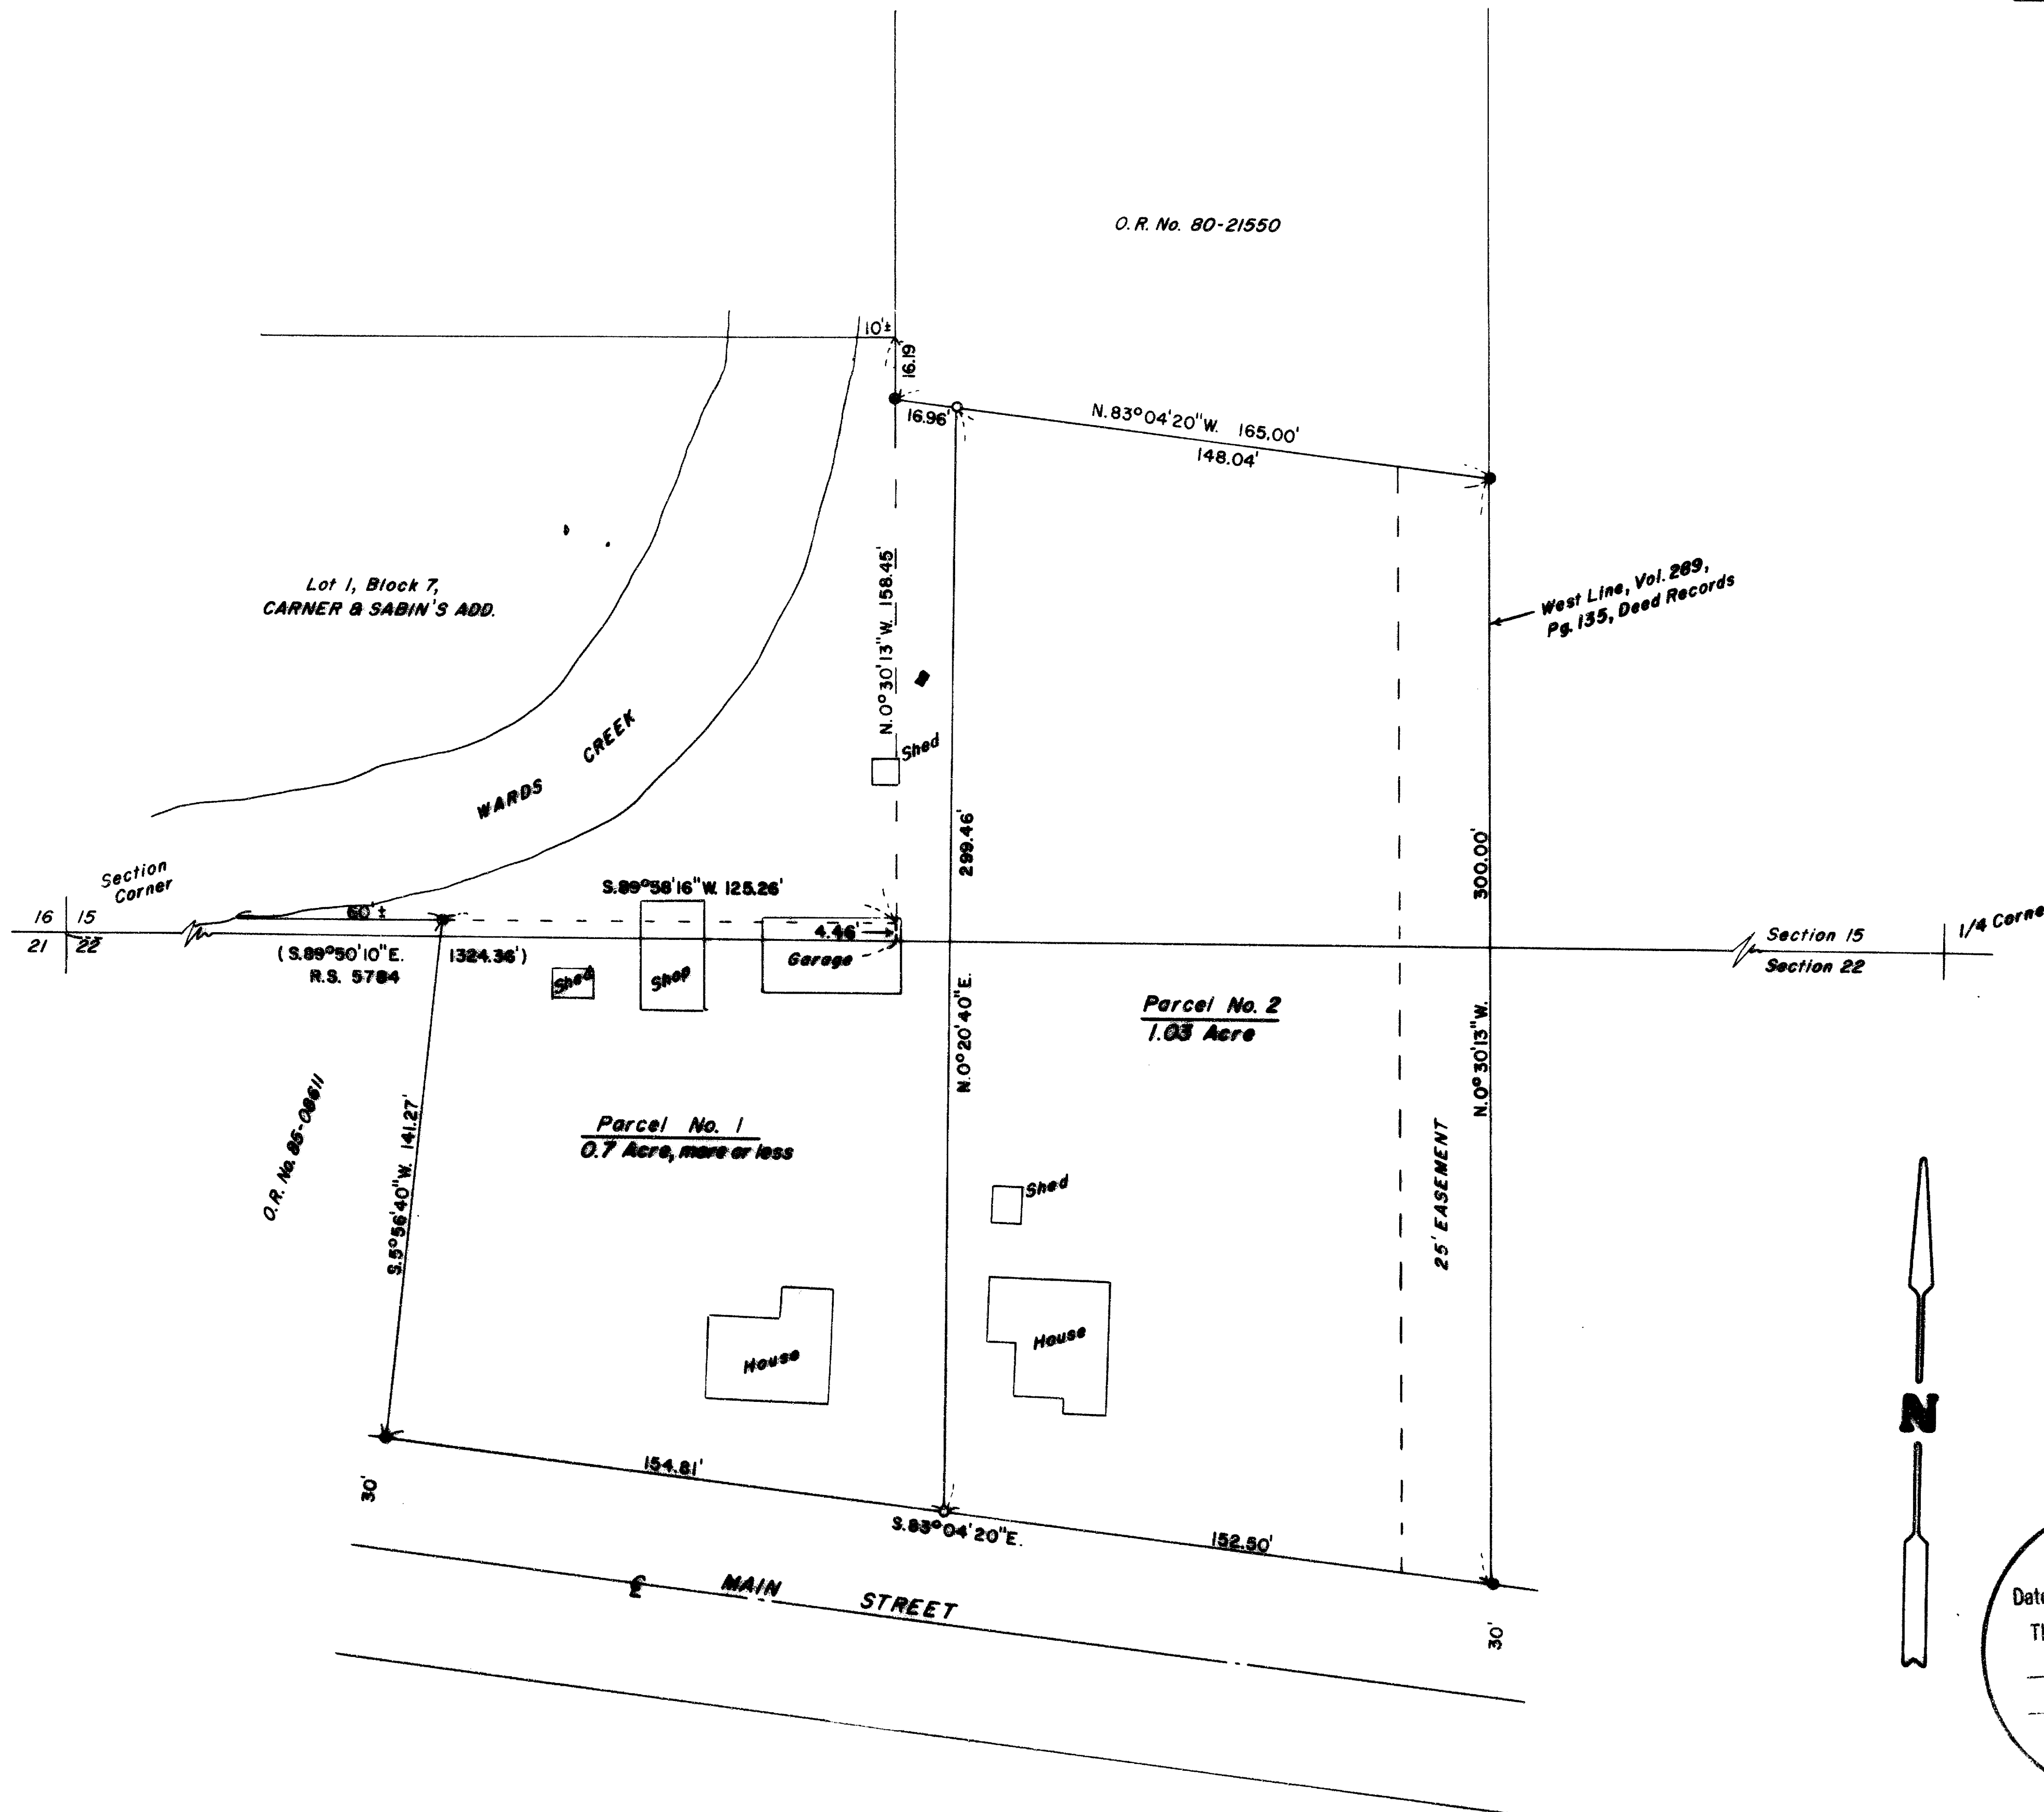 O.R. No. 80-21550
10'±
16.19
16.96'
N.83°04'20"W. 165.00'
148.04'
Lot 1, Block 7,
CARNER & SABIN'S ADD.
N.0°30'13"W. 158.45'
West Line, Vol. 289,
Pg. 135, Deed Records
WARDS CREEK
Shed
299.46'
300.00'
Section
Corner
S.89°58'16"W. 125.26'
16 15
21 22
60'±
4.46'
(S.89°50'10"E. 1324.36')
R.S. 5784
Shed
Shop
Garage
Section 15
Section 22
1/4 Corne
N.0°20'40"E.
N.0°30'13"W.
Parcel No. 2
1.03 Acre
O.R. No. 85-08611
S.5°56'40"W. 141.27'
Parcel No. 1
0.7 Acre, more or less
25' EASEMENT
Shed
House
House
N
154.81'
30'
S.83°04'20"E.
152.50'
MAIN STREET
30'
Date
Th